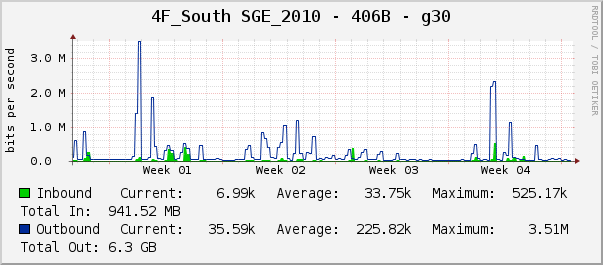 4F_South SGE_2010 - 406B - g30
RRDTOOL / TOBI OETIKER
bits per second
3.0 M
2.0 M
1.0 M
0.0
Week 01 Week 02 Week 03 Week 04
Inbound Current: 6.99k Average: 33.75k Maximum: 525.17k
Total In: 941.52 MB
Outbound Current: 35.59k Average: 225.82k Maximum: 3.51M
Total Out: 6.3 GB